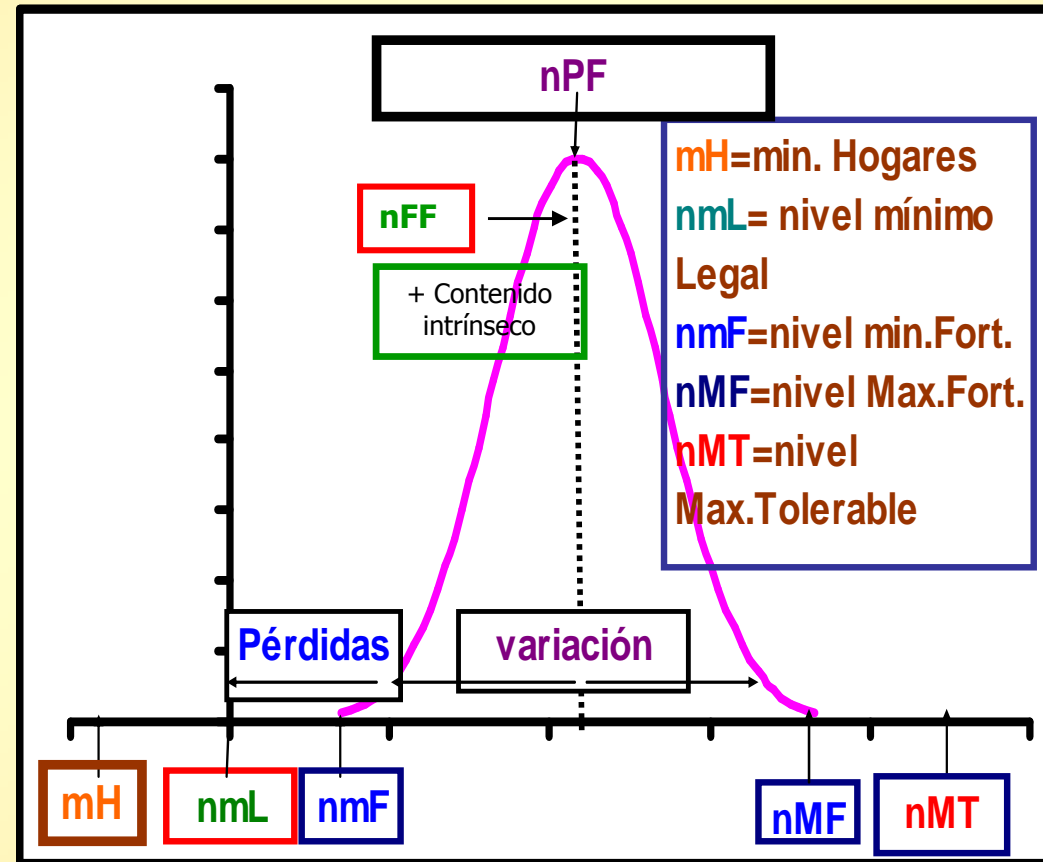 nPF
nFF
+ Contenido
intrínseco
mH=min. Hogares
nmL= nivel mínimo
Legal
nmF=nivel min.Fort.
nMF=nivel Max.Fort.
nMT=nivel
Max.Tolerable
Pérdidas
variación
mH
nmL
nmF
nMF
nMT